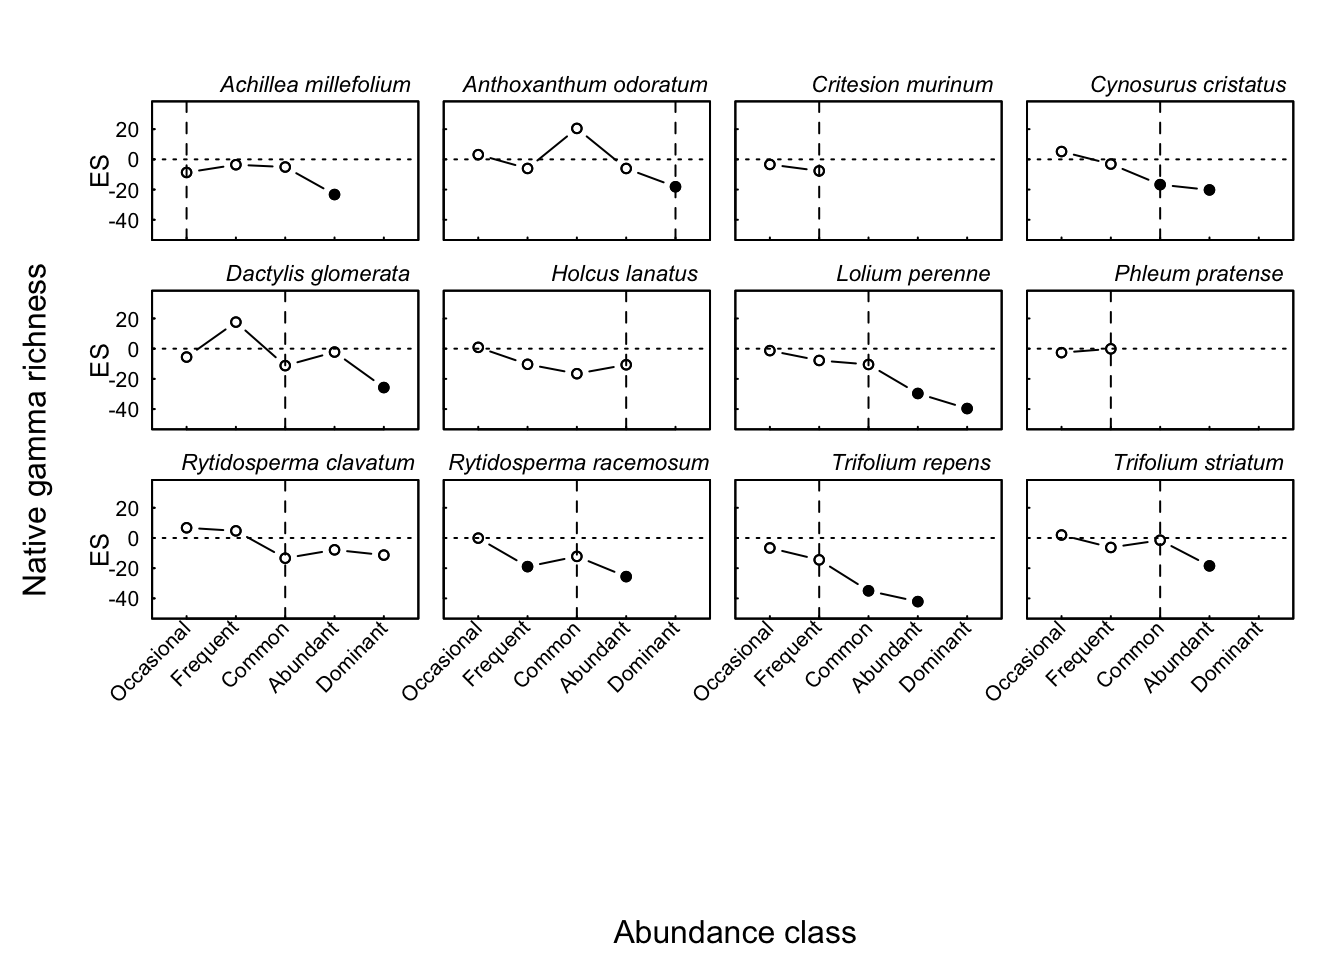 Achillea millefolium
Anthoxanthum odoratum
Critesion murinum
Cynosurus cristatus
20
0
-20
-40
ES
Dactylis glomerata
Holcus lanatus
Lolium perenne
Phleum pratense
20
0
-20
-40
ES
Rytidosperma clavatum
Rytidosperma racemosum
Trifolium repens
Trifolium striatum
20
0
-20
-40
ES
Native gamma richness
Occasional
Frequent
Common
Abundant
Dominant
Occasional
Frequent
Common
Abundant
Dominant
Occasional
Frequent
Common
Abundant
Dominant
Occasional
Frequent
Common
Abundant
Dominant
Abundance class